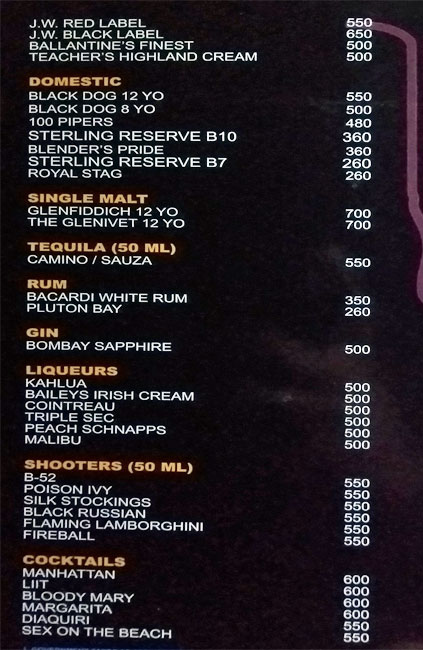 J.W. RED LABEL 550
J.W. BLACK LABEL 650
BALLANTINE'S FINEST 500
TEACHER'S HIGHLAND CREAM 500
DOMESTIC
BLACK DOG 12 YO 550
BLACK DOG 8 YO 500
100 PIPERS 480
STERLING RESERVE B10 360
BLENDER'S PRIDE 360
STERLING RESERVE B7 260
ROYAL STAG 260
SINGLE MALT
GLENFIDDICH 12 YO 700
THE GLENIVET 12 YO 700
TEQUILA (50 ML)
CAMINO / SAUZA 550
RUM
BACARDI WHITE RUM 350
PLUTON BAY 260
GIN
BOMBAY SAPPHIRE 500
LIQUEURS
KAHLUA 500
BAILEYS IRISH CREAM 500
COINTREAU 500
TRIPLE SEC 500
PEACH SCHNAPPS 500
MALIBU 500
SHOOTERS (50 ML)
B-52 550
POISON IVY 550
SILK STOCKINGS 550
BLACK RUSSIAN 550
FLAMING LAMBORGHINI 550
FIREBALL 550
COCKTAILS
MANHATTAN 600
LIIT 600
BLOODY MARY 600
MARGARITA 600
DIAQUIRI 550
SEX ON THE BEACH 550